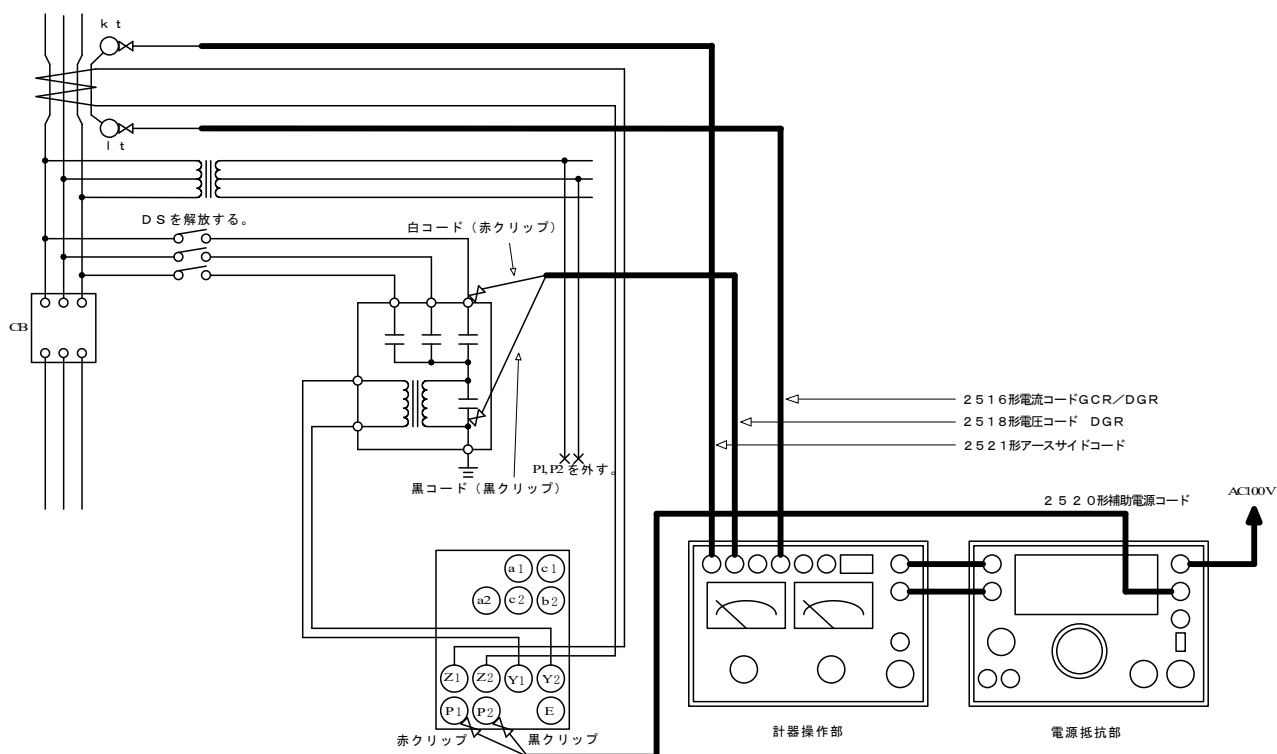 k t
l t
DSを解放する。
白コード（赤クリップ）
CB
2516形電流コードGCR／DGR
2518形電圧コード DGR
2521形アースサイドコード
P1,P2を外す。
黒コード（黒クリップ）
2520形補助電源コード
AC100V
a1
c1
a2
c2
b2
Z1
Z2
Y1
Y2
P1
P2
E
赤クリップ
黒クリップ
計器操作部
電源抵抗部